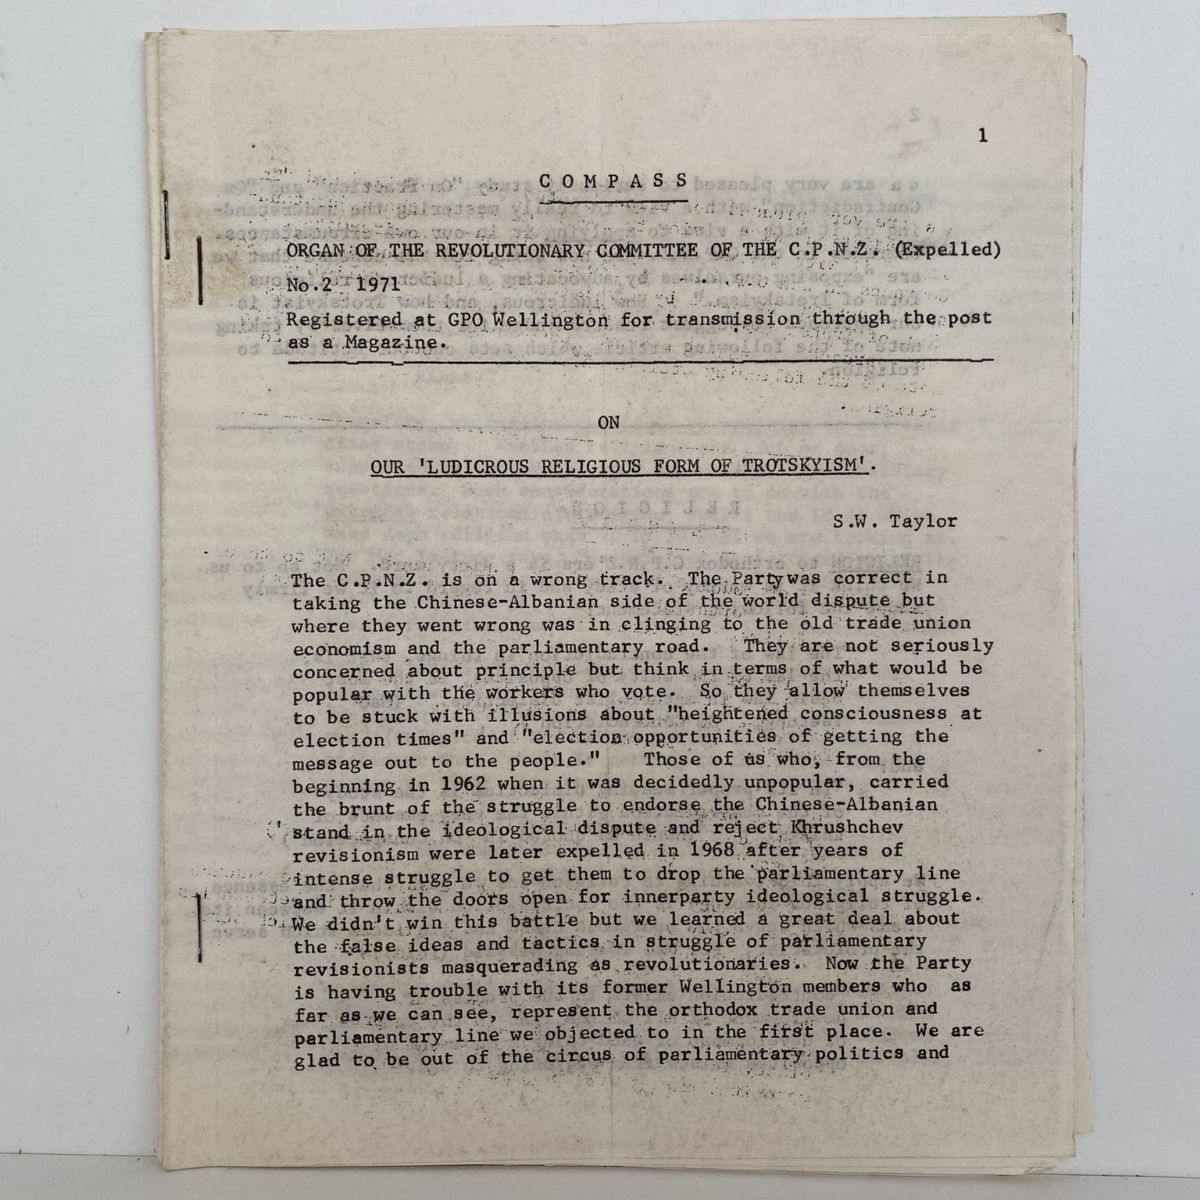 1
COMPASS
ORGAN OF THE REVOLUTIONARY COMMITTEE OF THE C.P.N.Z. (Expelled)
No.2 1971
Registered at GPO Wellington for transmission through the post
as a Magazine.
ON
OUR 'LUDICROUS RELIGIOUS FORM OF TROTSKYISM'.
S.W. Taylor
The C.P.N.Z. is on a wrong track. The Party was correct in
taking the Chinese-Albanian side of the world dispute but
where they went wrong was in clinging to the old trade union
economism and the parliamentary road. They are not seriously
concerned about principle but think in terms of what would be
popular with the workers who vote. So they allow themselves
to be stuck with illusions about "heightened consciousness at
election times" and "election opportunities of getting the
message out to the people." Those of us who, from the
beginning in 1962 when it was decidedly unpopular, carried
the brunt of the struggle to endorse the Chinese-Albanian
stand in the ideological dispute and reject Khrushchev
revisionism were later expelled in 1968 after years of
intense struggle to get them to drop the parliamentary line
and throw the doors open for innerparty ideological struggle.
We didn't win this battle but we learned a great deal about
the false ideas and tactics in struggle of parliamentary
revisionists masquerading as revolutionaries. Now the Party
is having trouble with its former Wellington members who as
far as we can see, represent the orthodox trade union and
parliamentary line we objected to in the first place. We are
glad to be out of the circus of parliamentary politics and